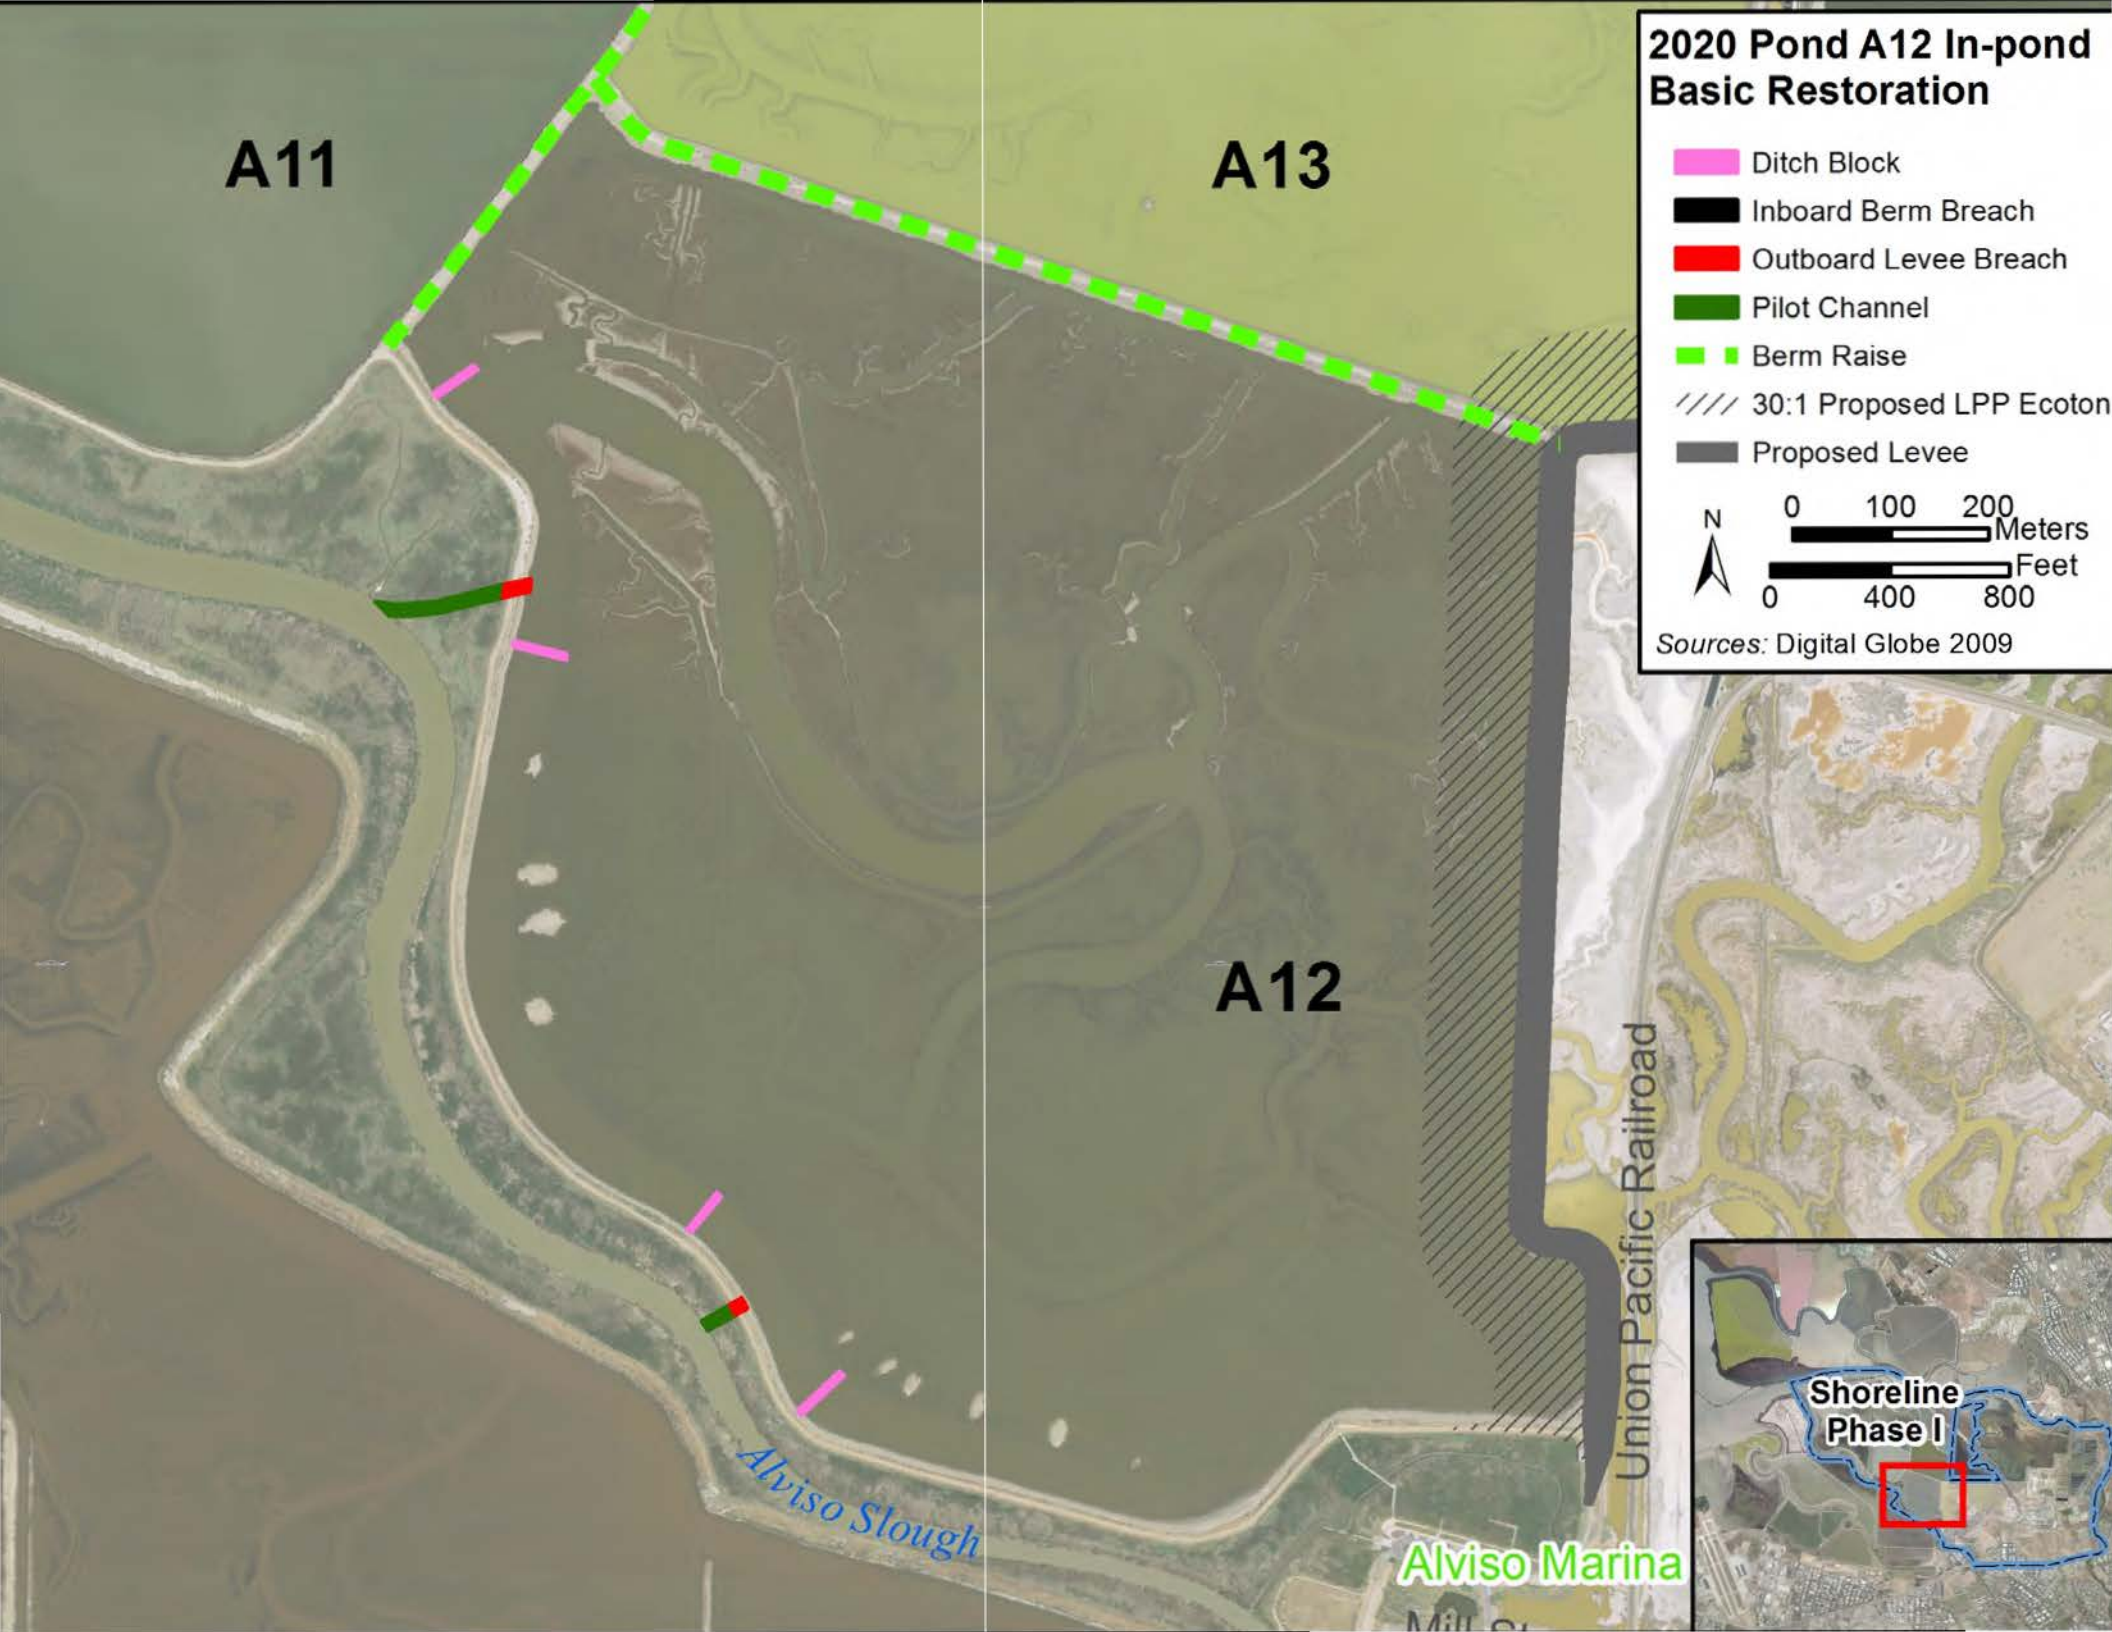 2020 Pond A12 In-pond
Basic Restoration
Ditch Block
Inboard Berm Breach
Outboard Levee Breach
Pilot Channel
Berm Raise
30:1 Proposed LPP Ecoton
Proposed Levee
N
0 100 200
Meters
Feet
0 400 800
Sources: Digital Globe 2009
A11
A13
A12
Union Pacific Railroad
Alviso Slough
Alviso Marina
Shoreline
Phase I